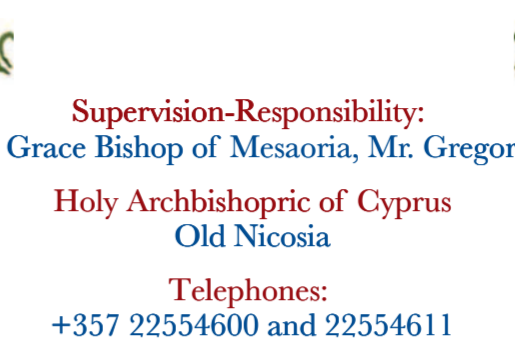 Supervision-Responsibility:
Grace Bishop of Mesaoria, Mr. Gregor
Holy Archbishopric of Cyprus
Old Nicosia
Telephones:
+357 22554600 and 22554611